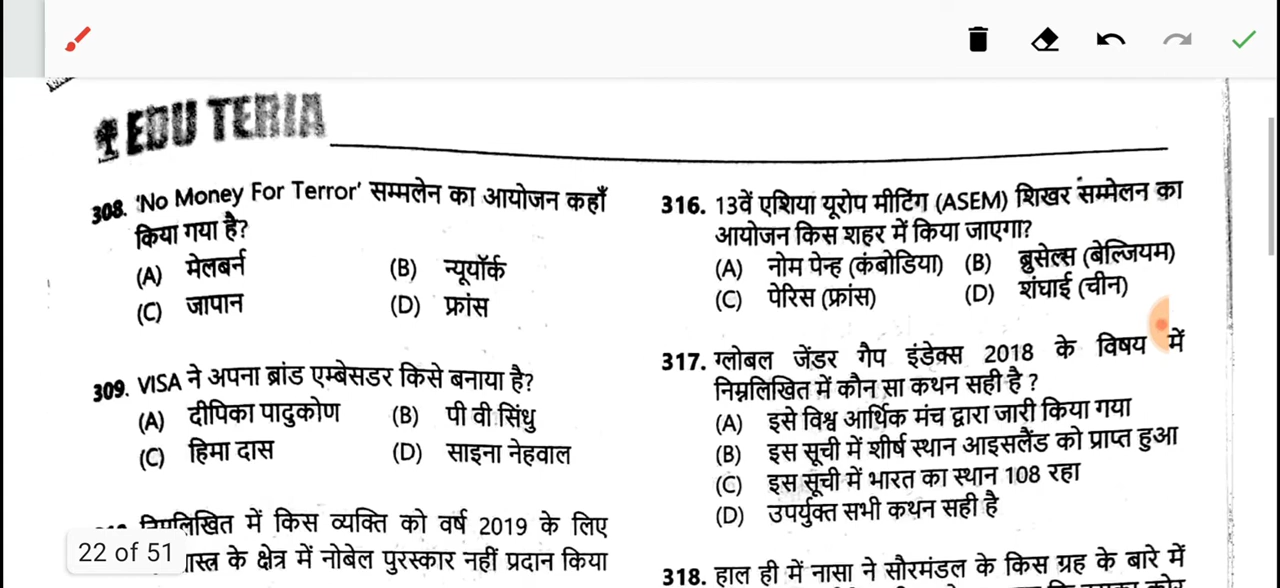 EDU TERIA
308. 'No Money For Terror' सम्मलेन का आयोजन कहाँ
किया गया है?
(A) मेलबर्न (B) न्यूयॉर्क
(C) जापान (D) फ्रांस
309. VISA ने अपना ब्रांड एम्बेसडर किसे बनाया है?
(A) दीपिका पादुकोण (B) पी वी सिंधु
(C) हिमा दास (D) साइना नेहवाल
निम्नलिखित में किस व्यक्ति को वर्ष 2019 के लिए
के क्षेत्र में नोबेल पुरस्कार नहीं प्रदान किया
22 of 51
316. 13वें एशिया यूरोप मीटिंग (ASEM) शिखर सम्मेलन का
आयोजन किस शहर में किया जाएगा?
(A) नोम पेन्ह (कंबोडिया) (B) ब्रुसेल्स (बेल्जियम)
(C) पेरिस (फ्रांस) (D) शंघाई (चीन)
317. ग्लोबल जेंडर गैप इंडेक्स 2018 के विषय में
निम्नलिखित में कौन सा कथन सही है ?
(A) इसे विश्व आर्थिक मंच द्वारा जारी किया गया
(B) इस सूची में शीर्ष स्थान आइसलैंड को प्राप्त हुआ
(C) इस सूची में भारत का स्थान 108 रहा
(D) उपर्युक्त सभी कथन सही है
318. हाल ही में नासा ने सौरमंडल के किस ग्रह के बारे में